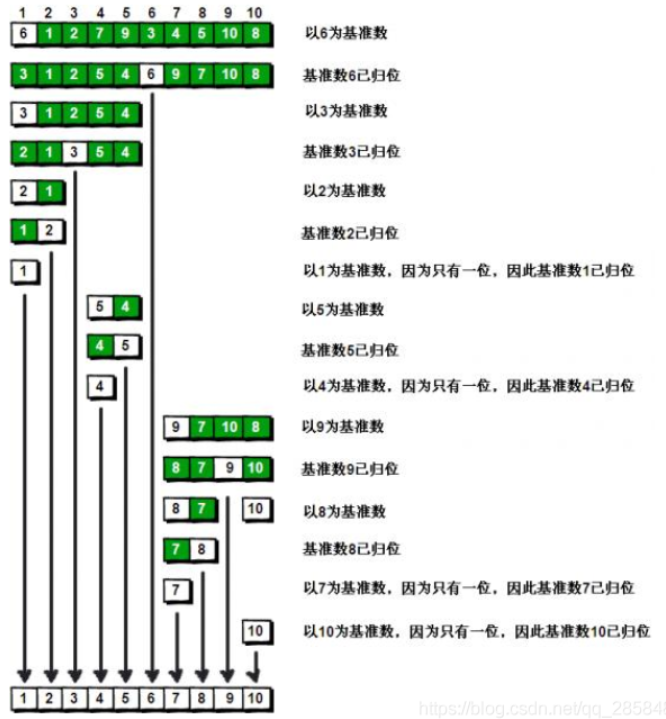 1 2 3 4 5 6 7 8 9 10
6 1 2 7 9 3 4 5 10 8 以6为基准数
3 1 2 5 4 6 9 7 10 8 基准数6已归位
3 1 2 5 4 以3为基准数
2 1 3 5 4 基准数3已归位
2 1 以2为基准数
1 2 基准数2已归位
1 以1为基准数，因为只有一位，因此基准数1已归位
5 4 以5为基准数
4 5 基准数5已归位
4 以4为基准数，因为只有一位，因此基准数4已归位
9 7 10 8 以9为基准数
8 7 9 10 基准数9已归位
8 7 10 以8为基准数
7 8 基准数8已归位
7 以7为基准数，因为只有一位，因此基准数7已归位
10 以10为基准数，因为只有一位，因此基准数10已归位
1 2 3 4 5 6 7 8 9 10
https://blog.csdn.net/qq_28584